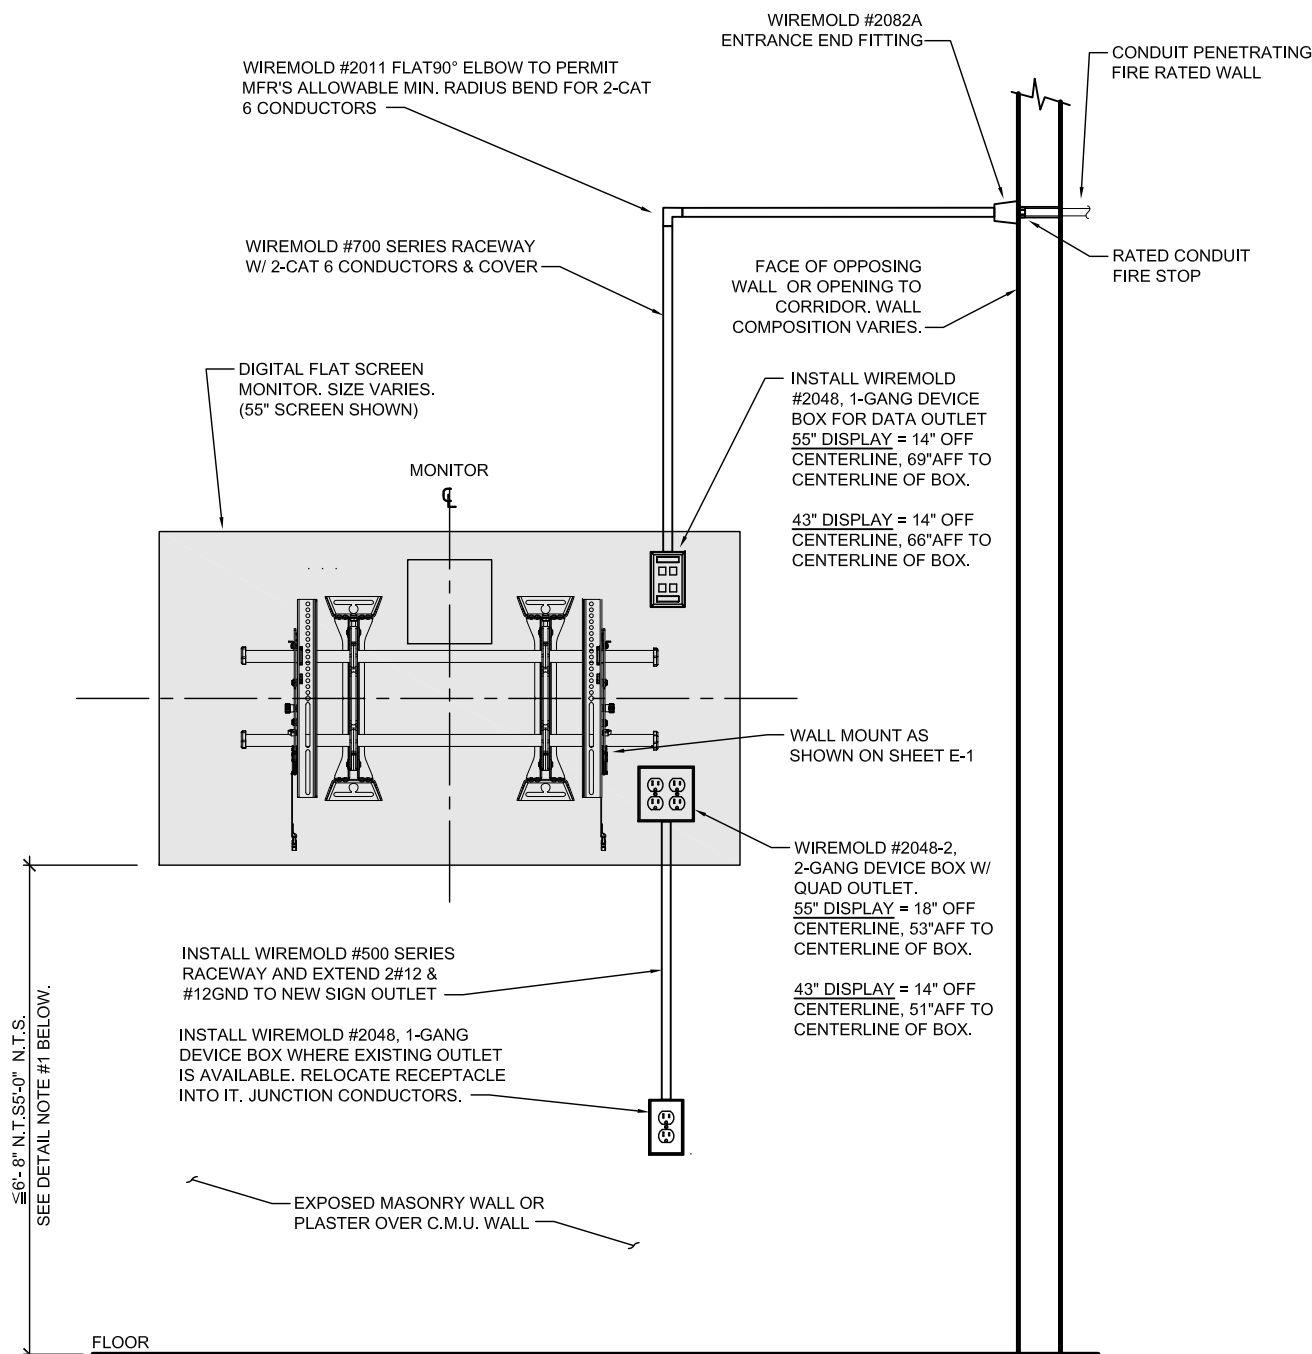 WIREMOLD #2082A
ENTRANCE END FITTING
CONDUIT PENETRATING
FIRE RATED WALL
WIREMOLD #2011 FLAT90° ELBOW TO PERMIT
MFR'S ALLOWABLE MIN. RADIUS BEND FOR 2-CAT
6 CONDUCTORS
WIREMOLD #700 SERIES RACEWAY
W/ 2-CAT 6 CONDUCTORS & COVER
FACE OF OPPOSING
WALL OR OPENING TO
CORRIDOR. WALL
COMPOSITION VARIES.
RATED CONDUIT
FIRE STOP
DIGITAL FLAT SCREEN
MONITOR. SIZE VARIES.
(55" SCREEN SHOWN)
INSTALL WIREMOLD
#2048, 1-GANG DEVICE
BOX FOR DATA OUTLET
55" DISPLAY = 14" OFF
CENTERLINE, 69"AFF TO
CENTERLINE OF BOX.
43" DISPLAY = 14" OFF
CENTERLINE, 66"AFF TO
CENTERLINE OF BOX.
MONITOR
℄
WALL MOUNT AS
SHOWN ON SHEET E-1
WIREMOLD #2048-2,
2-GANG DEVICE BOX W/
QUAD OUTLET.
55" DISPLAY = 18" OFF
CENTERLINE, 53"AFF TO
CENTERLINE OF BOX.
43" DISPLAY = 14" OFF
CENTERLINE, 51"AFF TO
CENTERLINE OF BOX.
INSTALL WIREMOLD #500 SERIES
RACEWAY AND EXTEND 2#12 &
#12GND TO NEW SIGN OUTLET
INSTALL WIREMOLD #2048, 1-GANG
DEVICE BOX WHERE EXISTING OUTLET
IS AVAILABLE. RELOCATE RECEPTACLE
INTO IT. JUNCTION CONDUCTORS.
≦6'- 8" N.T.S5'-0" N.T.S.
SEE DETAIL NOTE #1 BELOW.
EXPOSED MASONRY WALL OR
PLASTER OVER C.M.U. WALL
FLOOR